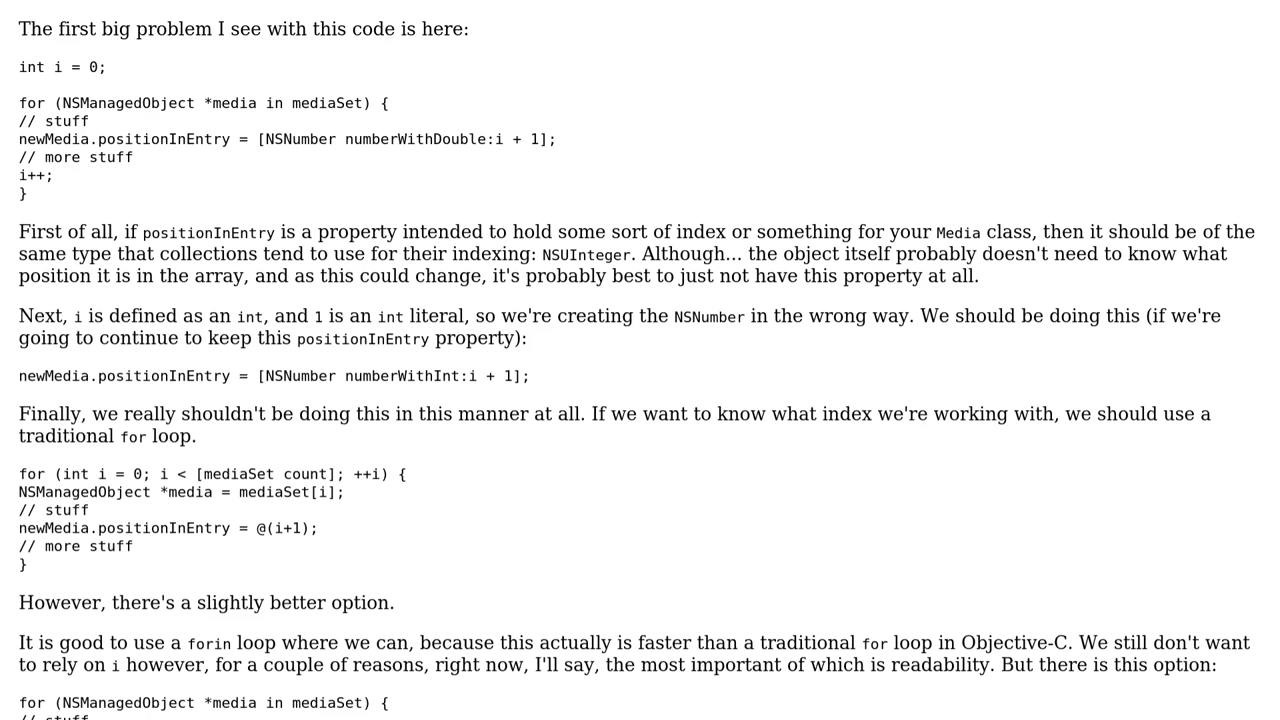 The first big problem I see with this code is here:
int i = 0;
for (NSManagedObject *media in mediaSet) {
// stuff
newMedia.positionInEntry = [NSNumber numberWithDouble:i + 1];
// more stuff
i++;
}
First of all, if positionInEntry is a property intended to hold some sort of index or something for your Media class, then it should be of the
same type that collections tend to use for their indexing: NSUInteger. Although... the object itself probably doesn't need to know what
position it is in the array, and as this could change, it's probably best to just not have this property at all.
Next, i is defined as an int, and 1 is an int literal, so we're creating the NSNumber in the wrong way. We should be doing this (if we're
going to continue to keep this positionInEntry property):
newMedia.positionInEntry = [NSNumber numberWithInt:i + 1];
Finally, we really shouldn't be doing this in this manner at all. If we want to know what index we're working with, we should use a
traditional for loop.
for (int i = 0; i < [mediaSet count]; ++i) {
NSManagedObject *media = mediaSet[i];
// stuff
newMedia.positionInEntry = @(i+1);
// more stuff
}
However, there's a slightly better option.
It is good to use a forin loop where we can, because this actually is faster than a traditional for loop in Objective-C. We still don't want
to rely on i however, for a couple of reasons, right now, I'll say, the most important of which is readability. But there is this option:
for (NSManagedObject *media in mediaSet) {
// stuff